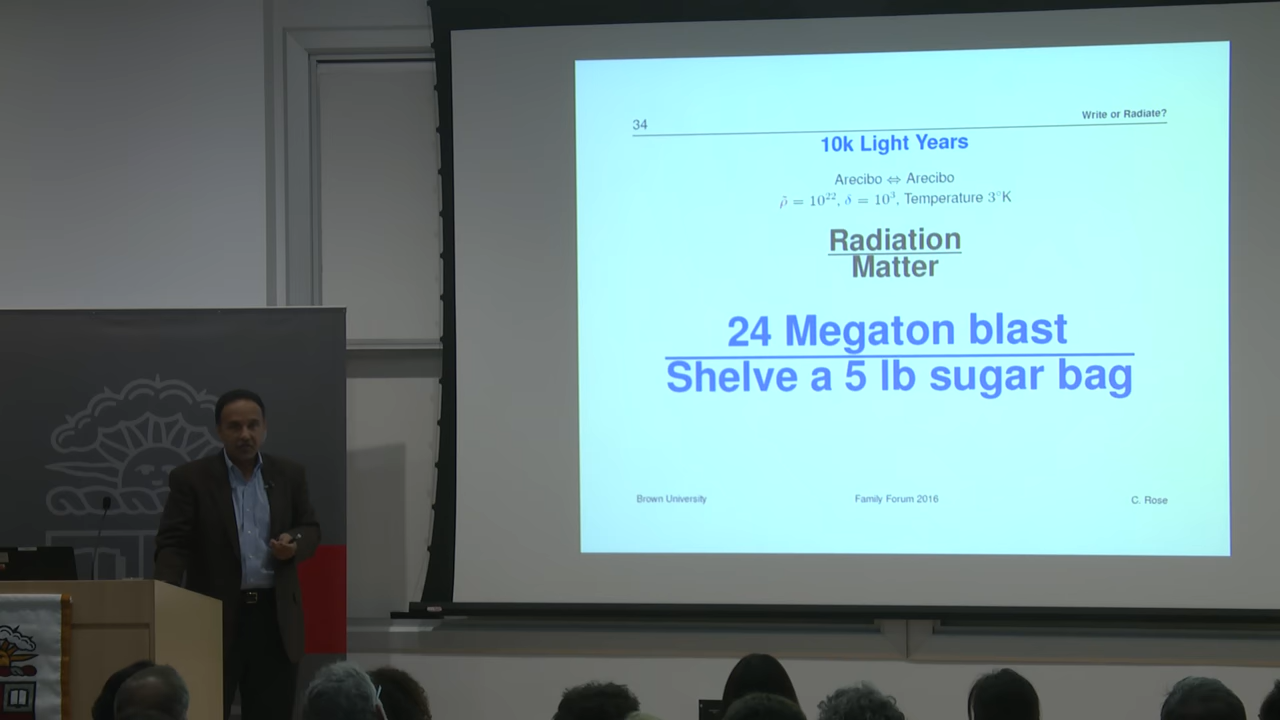 34
Write or Radiate?
10k Light Years
Arecibo ⇔ Arecibo
ρ̃ = 10²², δ = 10³, Temperature 3°K
Radiation
Matter
24 Megaton blast
Shelve a 5 lb sugar bag
Brown University
Family Forum 2016
C. Rose